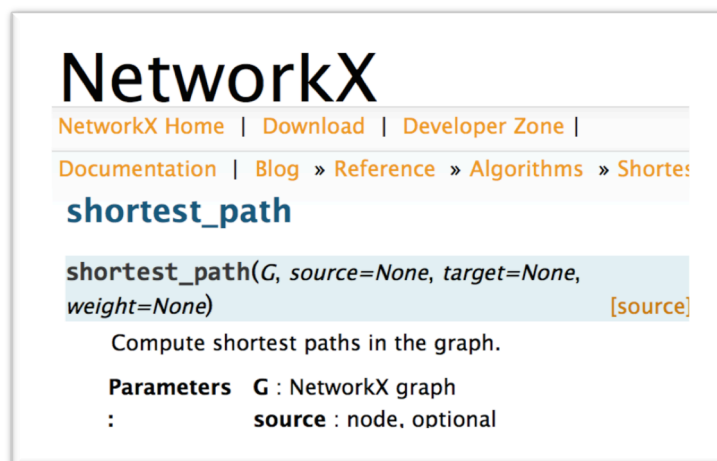 NetworkX
NetworkX Home | Download | Developer Zone |
Documentation | Blog » Reference » Algorithms » Shortes
shortest_path
shortest_path(G, source=None, target=None,
weight=None) [source]
Compute shortest paths in the graph.
Parameters G : NetworkX graph
: source : node, optional